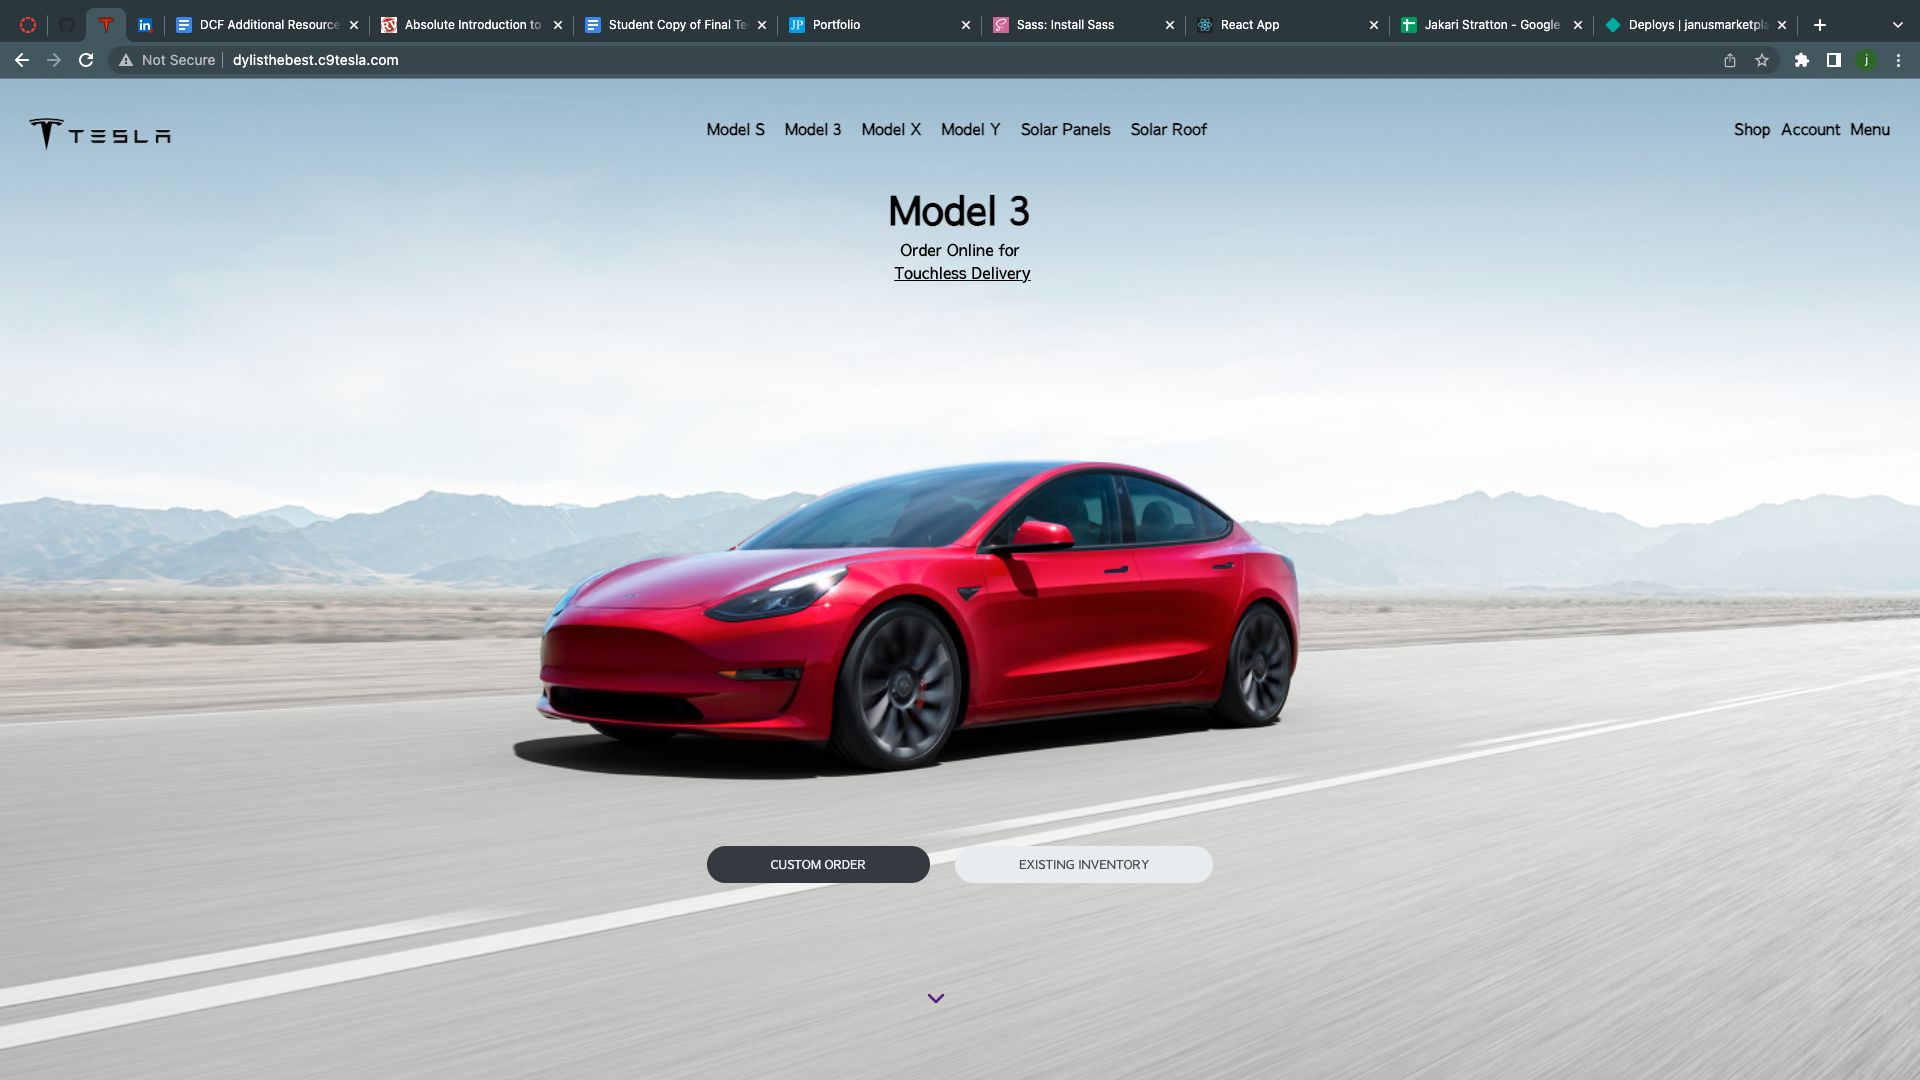 DCF Additional Resource
Absolute Introduction to
Student Copy of Final Te
JP
Portfolio
Sass: Install Sass
React App
Jakari Stratton - Google
Deploys | janusmarketpla
in
Not Secure
dylisthebest.c9tesla.com
j
TESLA
Model S
Model 3
Model X
Model Y
Solar Panels
Solar Roof
Shop
Account
Menu
Model 3
Order Online for
Touchless Delivery
CUSTOM ORDER
EXISTING INVENTORY